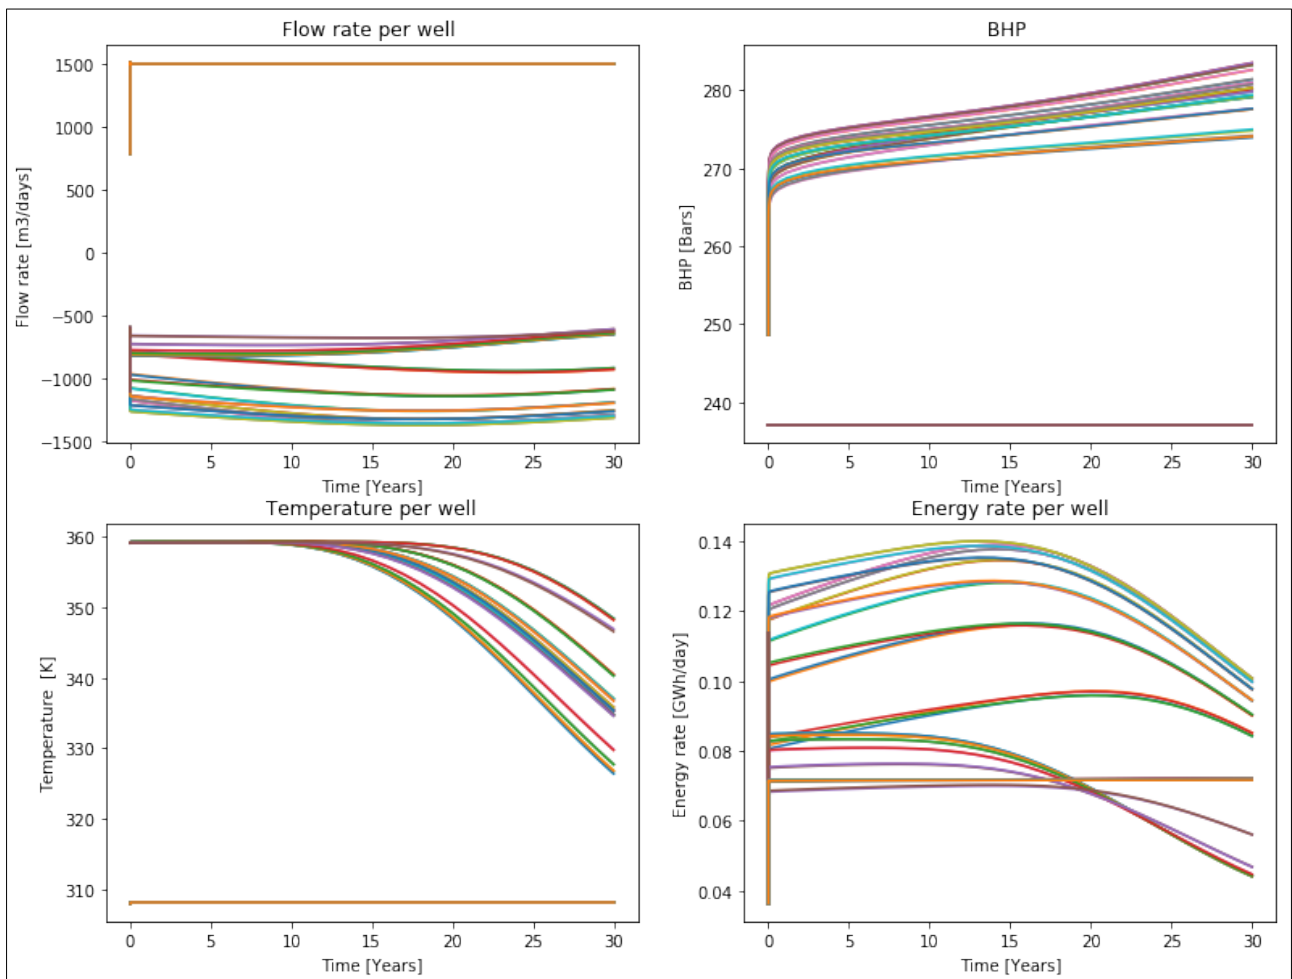 Flow rate per well
1500
1000
500
0
−500
−1000
−1500
Flow rate [m3/days]
0 5 10 15 20 25 30
Time [Years]
BHP
280
270
260
250
240
BHP [Bars]
0 5 10 15 20 25 30
Time [Years]
Temperature per well
360
350
340
330
320
310
Temperature [K]
0 5 10 15 20 25 30
Time [Years]
Energy rate per well
0.14
0.12
0.10
0.08
0.06
0.04
Energy rate [GWh/day]
0 5 10 15 20 25 30
Time [Years]